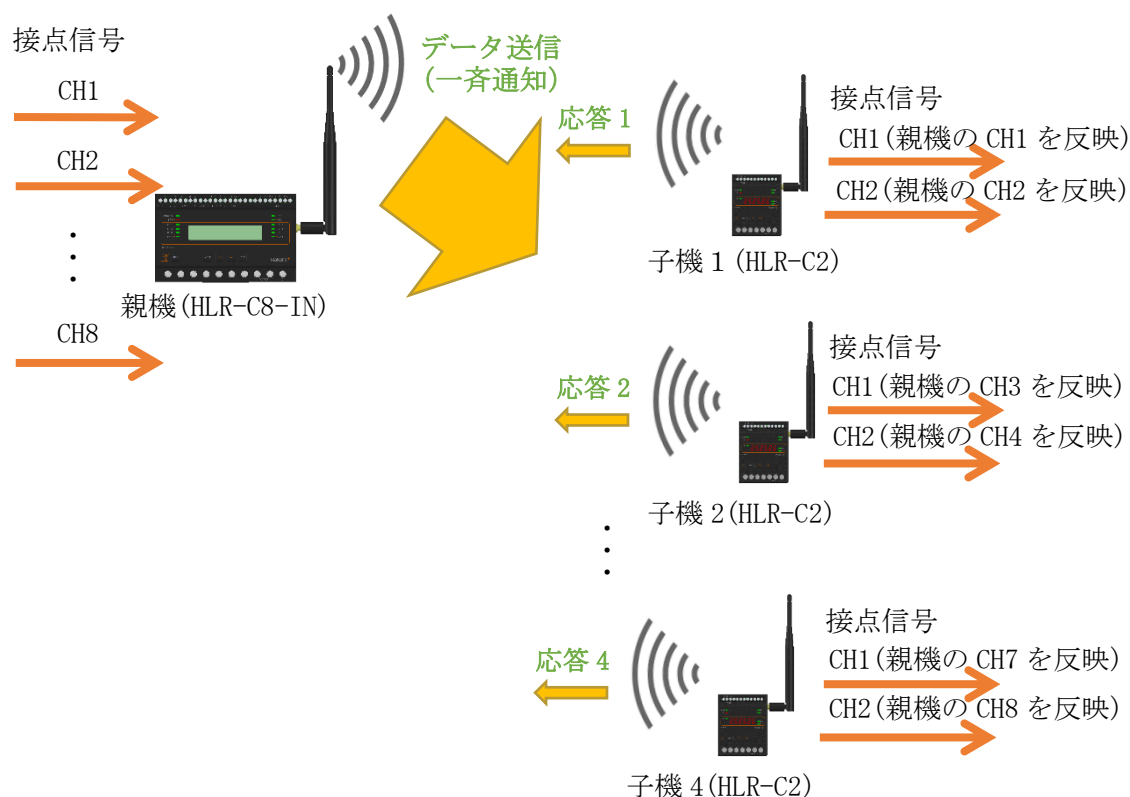 接点信号
CH1
CH2
CH8
親機(HLR-C8-IN)
データ送信
(一斉通知)
応答 1
接点信号
CH1(親機の CH1 を反映)
CH2(親機の CH2 を反映)
子機 1 (HLR-C2)
応答 2
接点信号
CH1(親機の CH3 を反映)
CH2(親機の CH4 を反映)
子機 2(HLR-C2)
応答 4
接点信号
CH1(親機の CH7 を反映)
CH2(親機の CH8 を反映)
子機 4(HLR-C2)